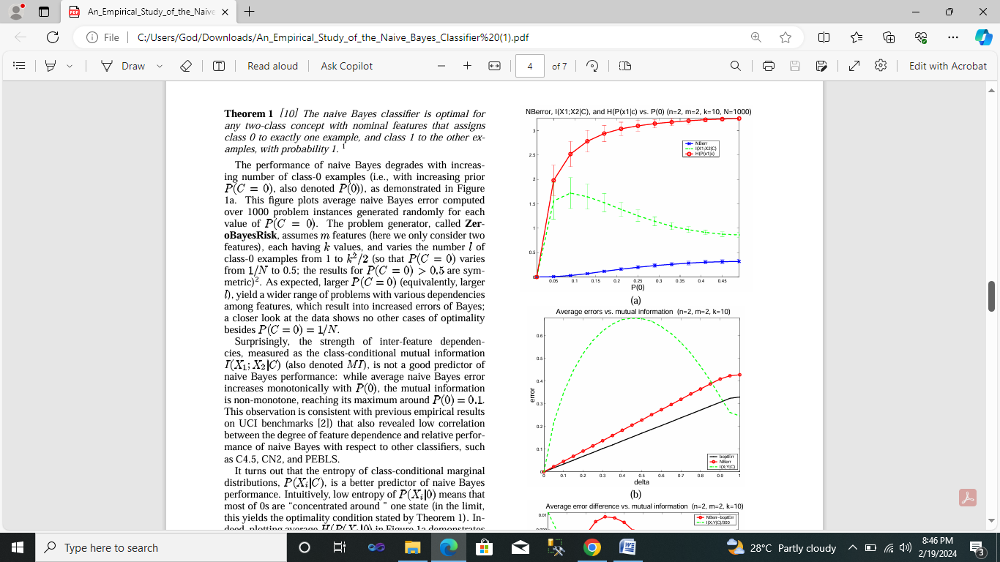 An_Empirical_Study_of_the_Naive
File
C:/Users/God/Downloads/An_Empirical_Study_of_the_Naive_Bayes_Classifier%20(1).pdf
Draw
Read aloud
Ask Copilot
4
of 7
Edit with Acrobat
Theorem 1 [10] The naive Bayes classifier is optimal for
any two-class concept with nominal features that assigns
class 0 to exactly one example, and class 1 to the other ex-
amples, with probability 1. 1
The performance of naive Bayes degrades with increas-
ing number of class-0 examples (i.e., with increasing prior
P(C = 0), also denoted P(0)), as demonstrated in Figure
1a. This figure plots average naive Bayes error computed
over 1000 problem instances generated randomly for each
value of P(C = 0). The problem generator, called Zer-
oBayesRisk, assumes m features (here we only consider two
features), each having k values, and varies the number l of
class-0 examples from 1 to k²/2 (so that P(C = 0) varies
from 1/N to 0.5; the results for P(C = 0) > 0.5 are sym-
metric)². As expected, larger P(C = 0) (equivalently, larger
l), yield a wider range of problems with various dependencies
among features, which result into increased errors of Bayes;
a closer look at the data shows no other cases of optimality
besides P(C = 0) = 1/N.
Surprisingly, the strength of inter-feature dependen-
cies, measured as the class-conditional mutual information
I(X₁; X₂|C) (also denoted MI), is not a good predictor of
naive Bayes performance: while average naive Bayes error
increases monotonically with P(0), the mutual information
is non-monotone, reaching its maximum around P(0) = 0.1.
This observation is consistent with previous empirical results
on UCI benchmarks [2]) that also revealed low correlation
between the degree of feature dependence and relative perfor-
mance of naive Bayes with respect to other classifiers, such
as C4.5, CN2, and PEBLS.
It turns out that the entropy of class-conditional marginal
distributions, P(Xᵢ|C), is a better predictor of naive Bayes
performance. Intuitively, low entropy of P(Xᵢ|0) means that
most of 0s are “concentrated around ” one state (in the limit,
this yields the optimality condition stated by Theorem 1). In-
deed, plotting average H(P(Xᵢ|0) in Figure 1a demonstrates
NBerror, I(X1;X2|C), and H(P(x1|c) vs. P(0) (n=2, m=2, k=10, N=1000)
3
2.5
2
1.5
1
0.5
0
NBerr
I(X1;X2|C)
H(P(x1|c)
0.05 0.1 0.15 0.2 0.25 0.3 0.35 0.4 0.45
P(0)
(a)
Average errors vs. mutual information (n=2, m=2, k=10)
0.6
0.5
0.4
0.3
0.2
0.1
0
error
boptErr
NBerr
I(X;Y|C)
0 0.1 0.2 0.3 0.4 0.5 0.6 0.7 0.8 0.9 1
delta
(b)
Average error difference vs. mutual information (n=2, m=2, k=10)
0.01
NBerr-boptErr
I(X;Y|C)/300
Type here to search
28°C Partly cloudy
8:46 PM
2/19/2024
3